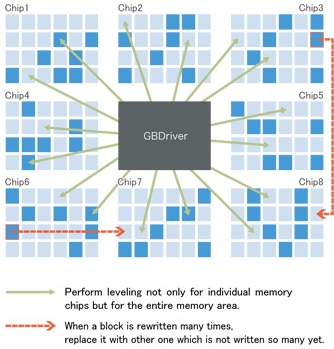 Chip1
Chip2
Chip3
Chip4
GBDriver
Chip5
Chip6
Chip7
Chip8
Perform leveling not only for individual memory
chips but for the entire memory area.
When a block is rewritten many times,
replace it with other one which is not written so many yet.